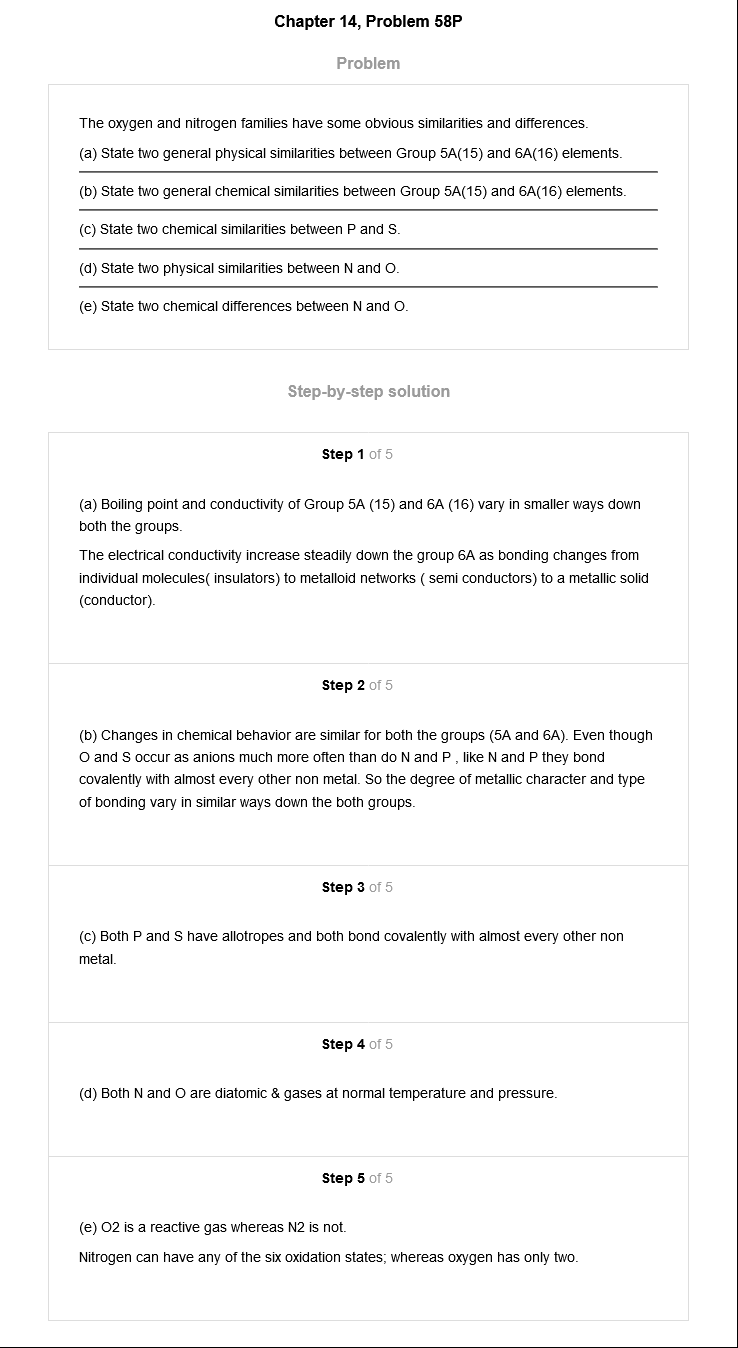 Chapter 14, Problem 58P
Problem
The oxygen and nitrogen families have some obvious similarities and differences.
(a) State two general physical similarities between Group 5A(15) and 6A(16) elements.
(b) State two general chemical similarities between Group 5A(15) and 6A(16) elements.
(c) State two chemical similarities between P and S.
(d) State two physical similarities between N and O.
(e) State two chemical differences between N and O.
Step-by-step solution
Step 1 of 5
(a) Boiling point and conductivity of Group 5A (15) and 6A (16) vary in smaller ways down
both the groups.
The electrical conductivity increase steadily down the group 6A as bonding changes from
individual molecules( insulators) to metalloid networks ( semi conductors) to a metallic solid
(conductor).
Step 2 of 5
(b) Changes in chemical behavior are similar for both the groups (5A and 6A). Even though
O and S occur as anions much more often than do N and P , like N and P they bond
covalently with almost every other non metal. So the degree of metallic character and type
of bonding vary in similar ways down the both groups.
Step 3 of 5
(c) Both P and S have allotropes and both bond covalently with almost every other non
metal.
Step 4 of 5
(d) Both N and O are diatomic & gases at normal temperature and pressure.
Step 5 of 5
(e) O2 is a reactive gas whereas N2 is not.
Nitrogen can have any of the six oxidation states; whereas oxygen has only two.